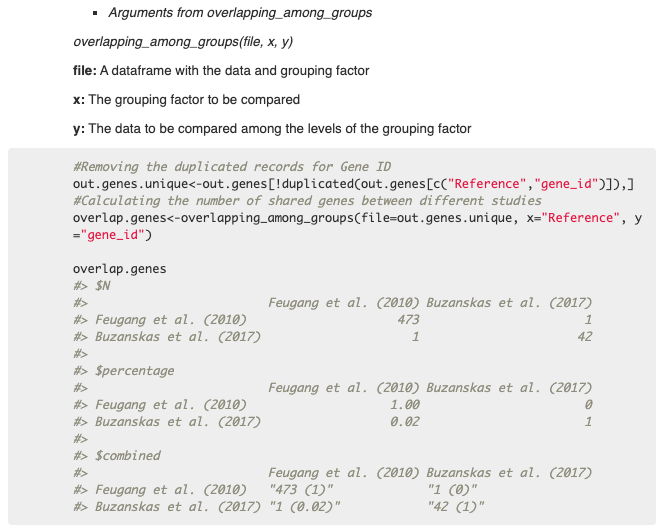 ▪ Arguments from overlapping_among_groups
overlapping_among_groups(file, x, y)
file: A dataframe with the data and grouping factor
x: The grouping factor to be compared
y: The data to be compared among the levels of the grouping factor
#Removing the duplicated records for Gene ID
out.genes.unique<-out.genes[!duplicated(out.genes[c("Reference","gene_id")]),]
#Calculating the number of shared genes between different studies
overlap.genes<-overlapping_among_groups(file=out.genes.unique, x="Reference", y
="gene_id")
overlap.genes
#> $N
#>                        Feugang et al. (2010) Buzanskas et al. (2017)
#> Feugang et al. (2010)                    473                       1
#> Buzanskas et al. (2017)                    1                      42
#>
#> $percentage
#>                        Feugang et al. (2010) Buzanskas et al. (2017)
#> Feugang et al. (2010)                   1.00                       0
#> Buzanskas et al. (2017)                 0.02                       1
#>
#> $combined
#>                        Feugang et al. (2010) Buzanskas et al. (2017)
#> Feugang et al. (2010)   "473 (1)"             "1 (0)"
#> Buzanskas et al. (2017) "1 (0.02)"            "42 (1)"